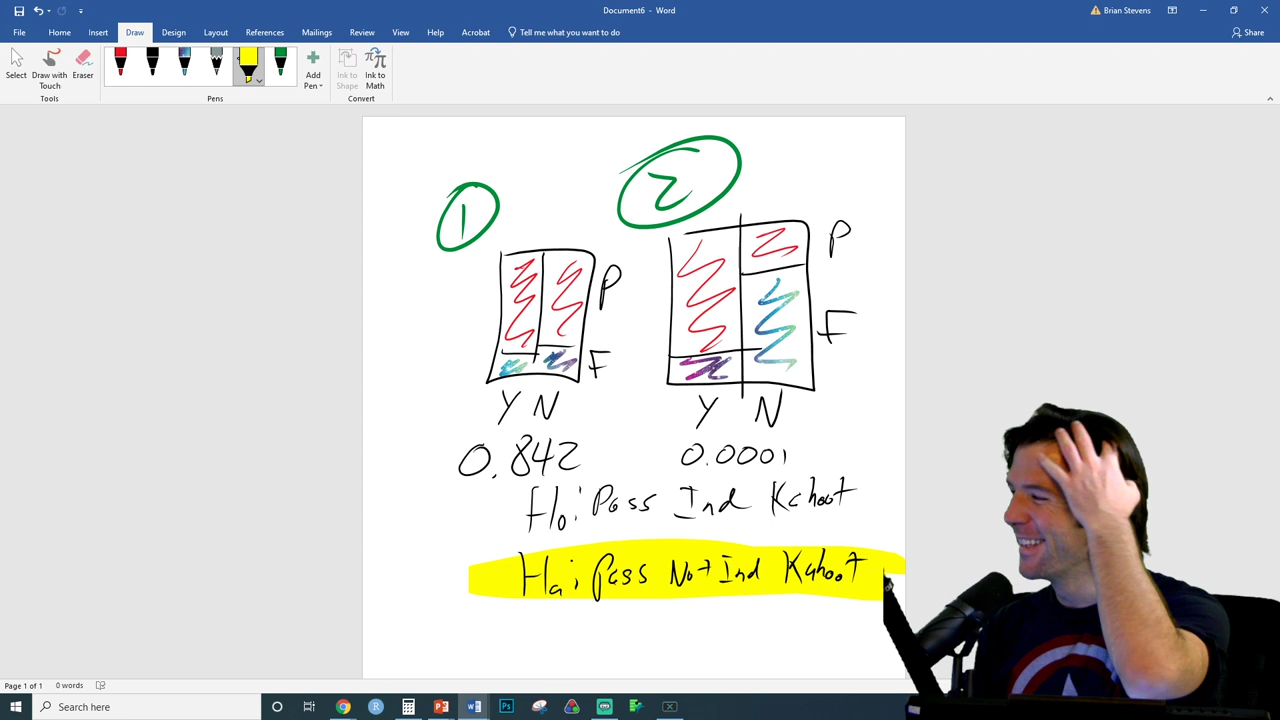 Document6 - Word
Brian Stevens
File Home Insert Draw Design Layout References Mailings Review View Help Acrobat Tell me what you want to do
Share
Select
Draw with Touch
Eraser
Add Pen
Ink to Shape
Ink to Math
Tools
Pens
Convert
1
2
P
P
F
F
Y N
Y N
0.842
0.0001
Ho: Pass Ind Kahoot
Ha: Pass Not Ind Kahoot
Page 1 of 1 0 words
Search here